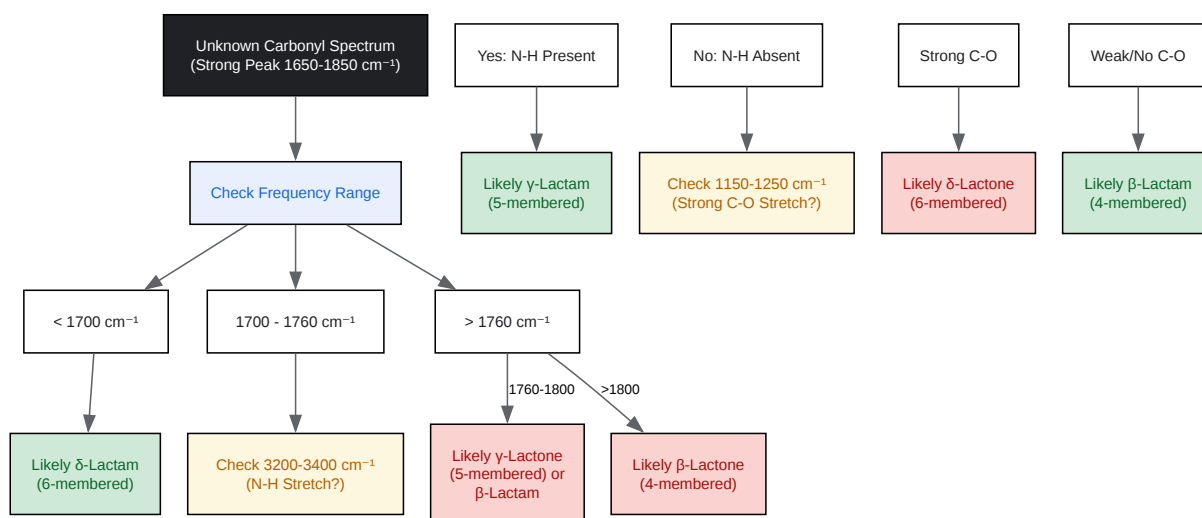 Unknown Carbonyl Spectrum
(Strong Peak 1650-1850 cm⁻¹)
Yes: N-H Present
No: N-H Absent
Strong C-O
Weak/No C-O
Check Frequency Range
Likely γ-Lactam
(5-membered)
Check 1150-1250 cm⁻¹
(Strong C-O Stretch?)
Likely δ-Lactone
(6-membered)
Likely β-Lactam
(4-membered)
< 1700 cm⁻¹
1700 - 1760 cm⁻¹
> 1760 cm⁻¹
1760-1800
>1800
Likely δ-Lactam
(6-membered)
Check 3200-3400 cm⁻¹
(N-H Stretch?)
Likely γ-Lactone
(5-membered) or
β-Lactam
Likely β-Lactone
(4-membered)